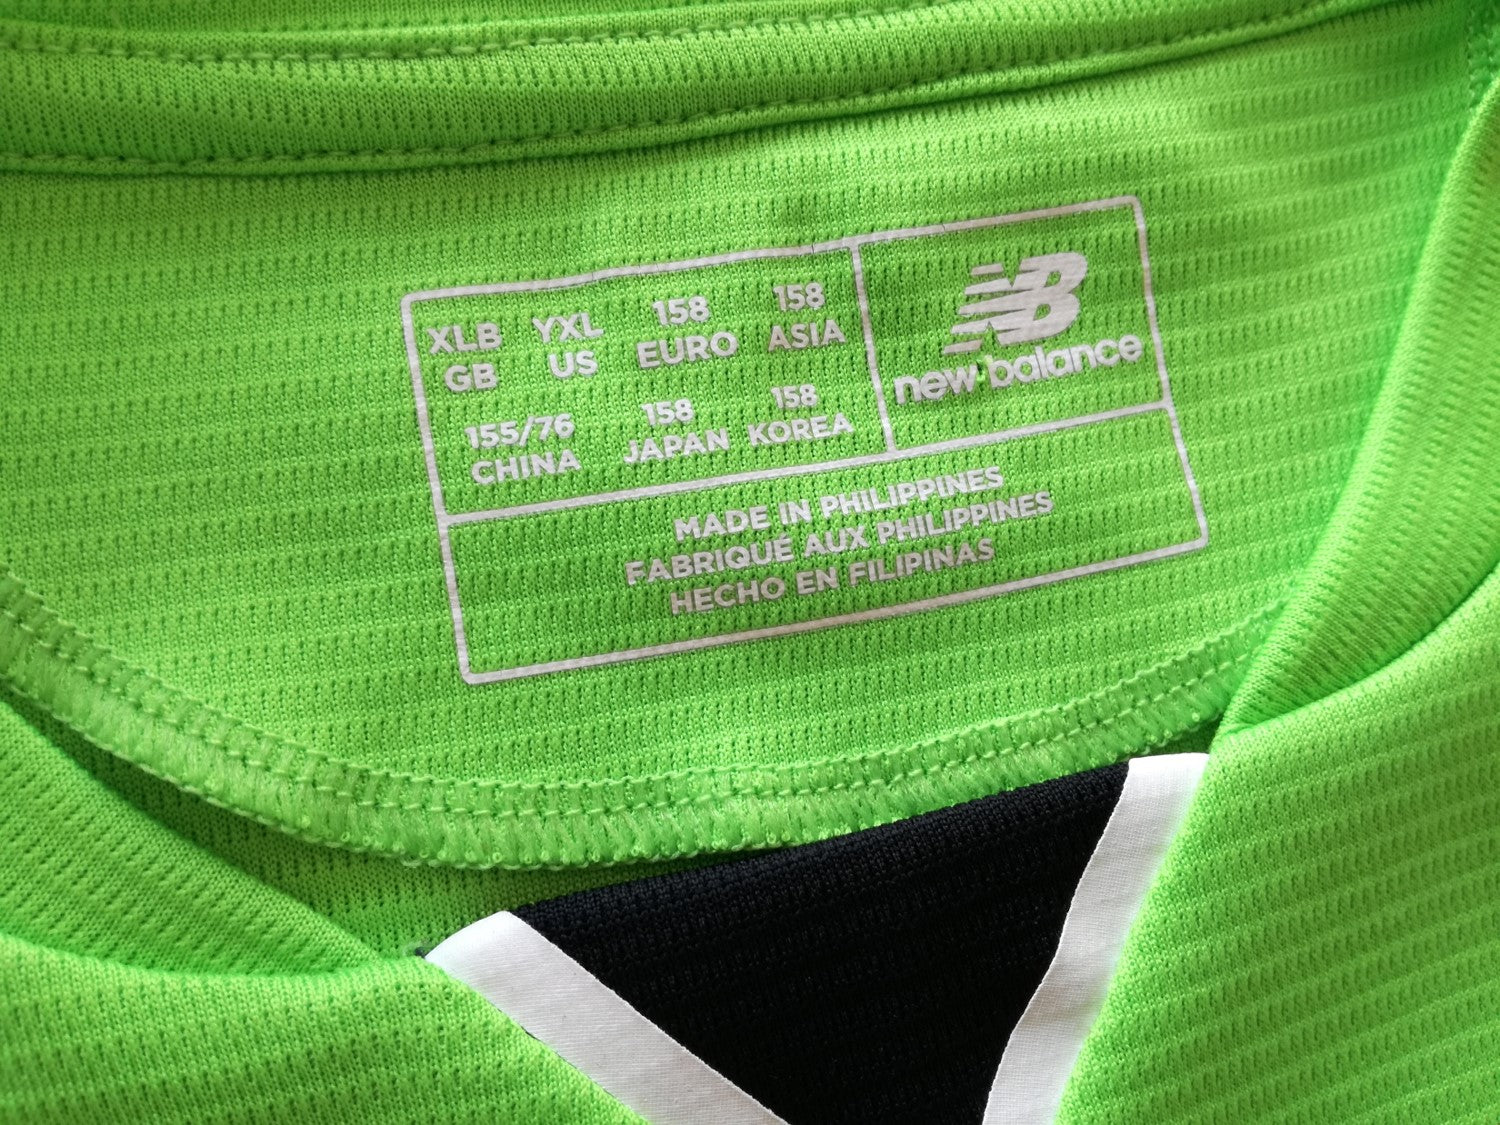 XLB YXL 158 158
GB US EURO ASIA
155/76 158 158
CHINA JAPAN KOREA
NB
new balance
MADE IN PHILIPPINES
FABRIQUÉ AUX PHILIPPINES
HECHO EN FILIPINAS